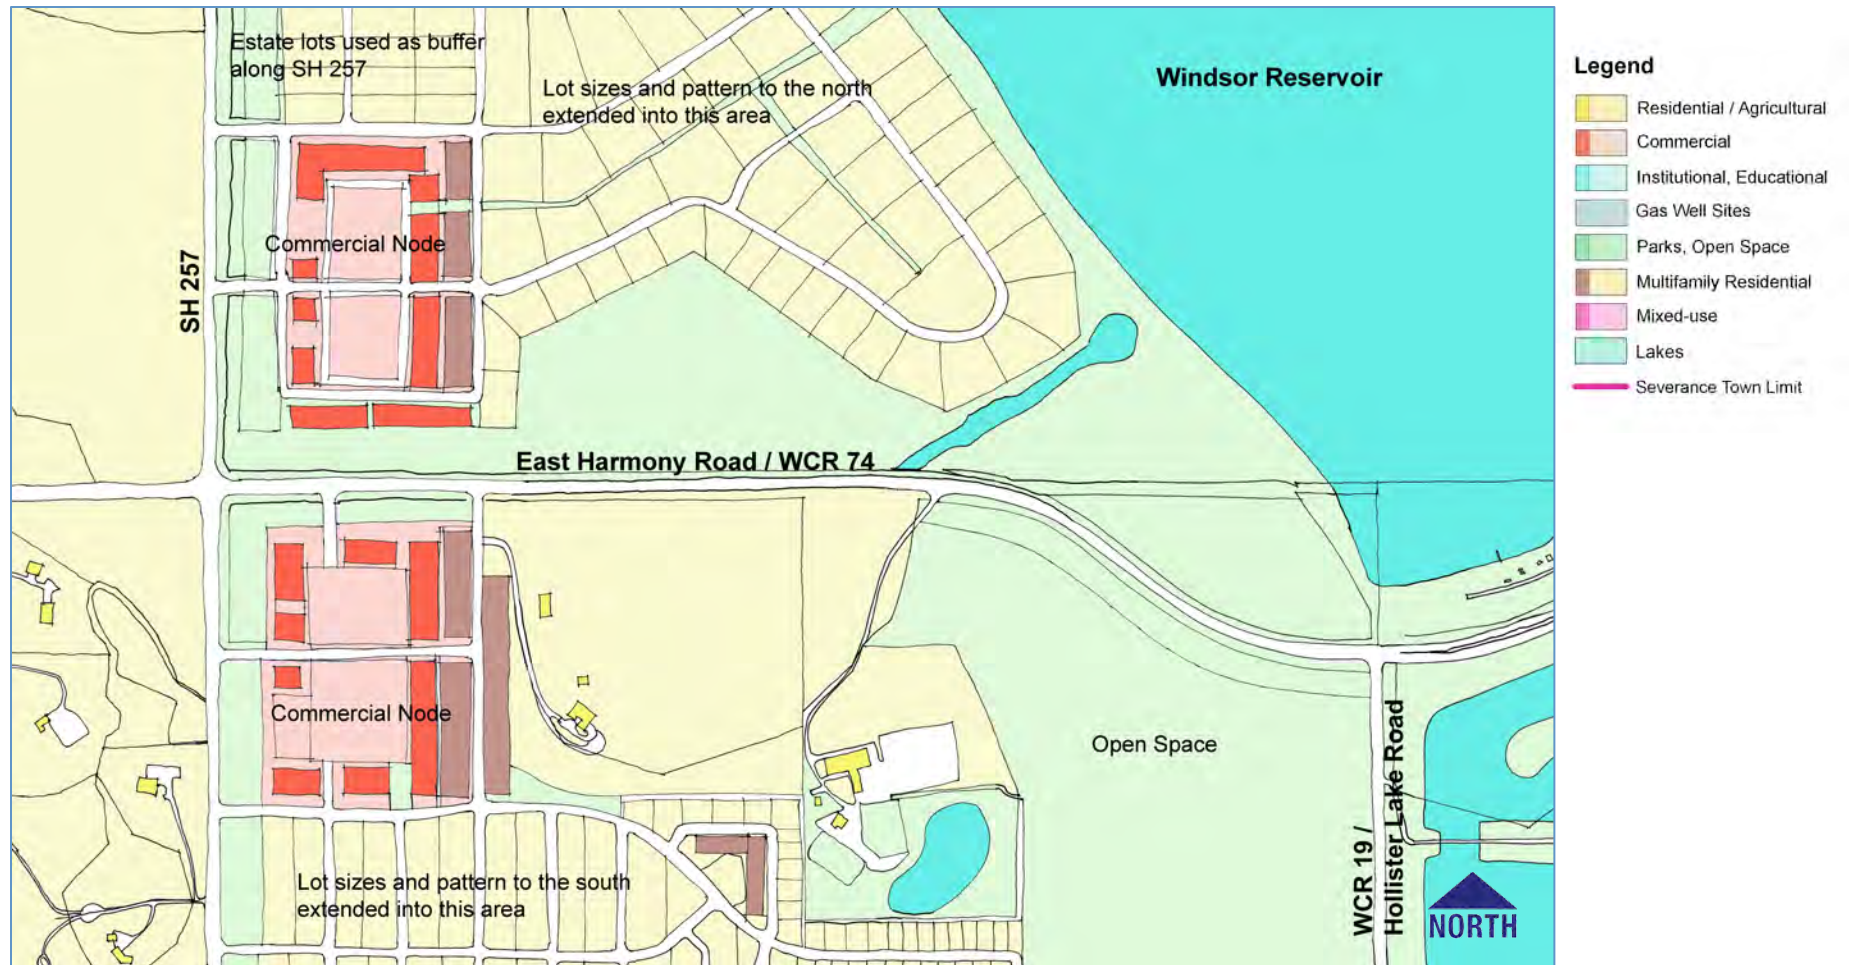 Estate lots used as buffer
along SH 257
Lot sizes and pattern to the north
extended into this area
Windsor Reservoir
Legend
Residential / Agricultural
Commercial
Institutional, Educational
Gas Well Sites
Parks, Open Space
Multifamily Residential
Mixed-use
Lakes
Severance Town Limit
Commercial Node
SH 257
East Harmony Road / WCR 74
Commercial Node
Open Space
Lot sizes and pattern to the south
extended into this area
WCR 19 /
Hollister Lake Road
NORTH